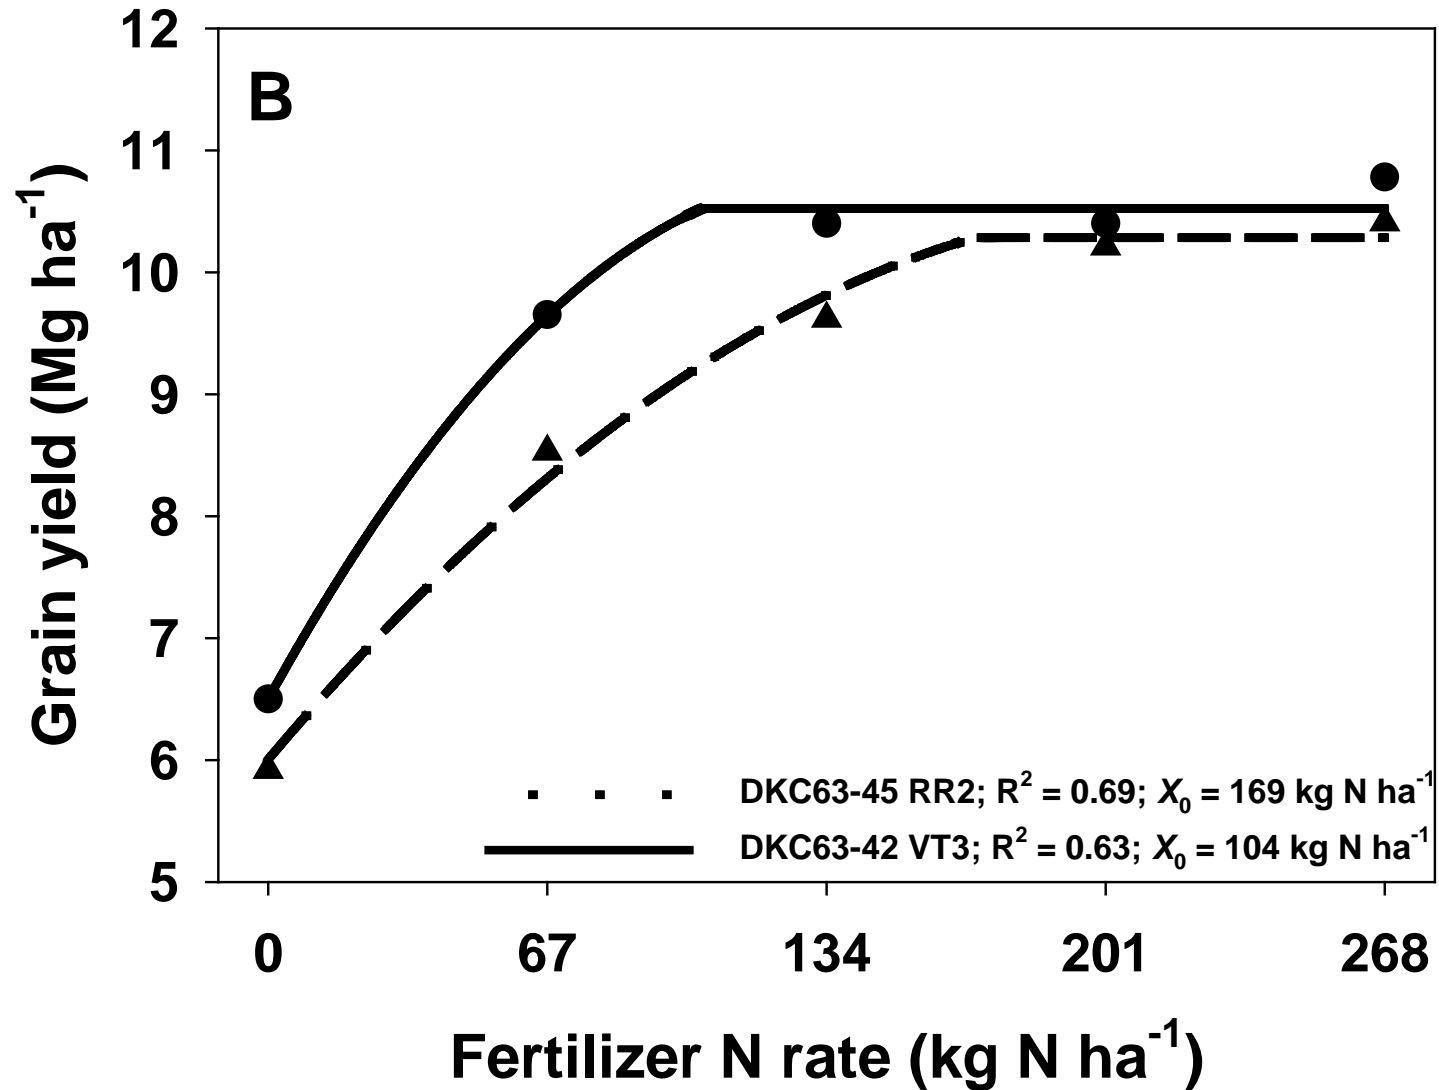 B
Grain yield (Mg ha⁻¹)
12
11
10
9
8
7
6
5
DKC63-45 RR2; R² = 0.69; X₀ = 169 kg N ha⁻¹
DKC63-42 VT3; R² = 0.63; X₀ = 104 kg N ha⁻¹
0 67 134 201 268
Fertilizer N rate (kg N ha⁻¹)